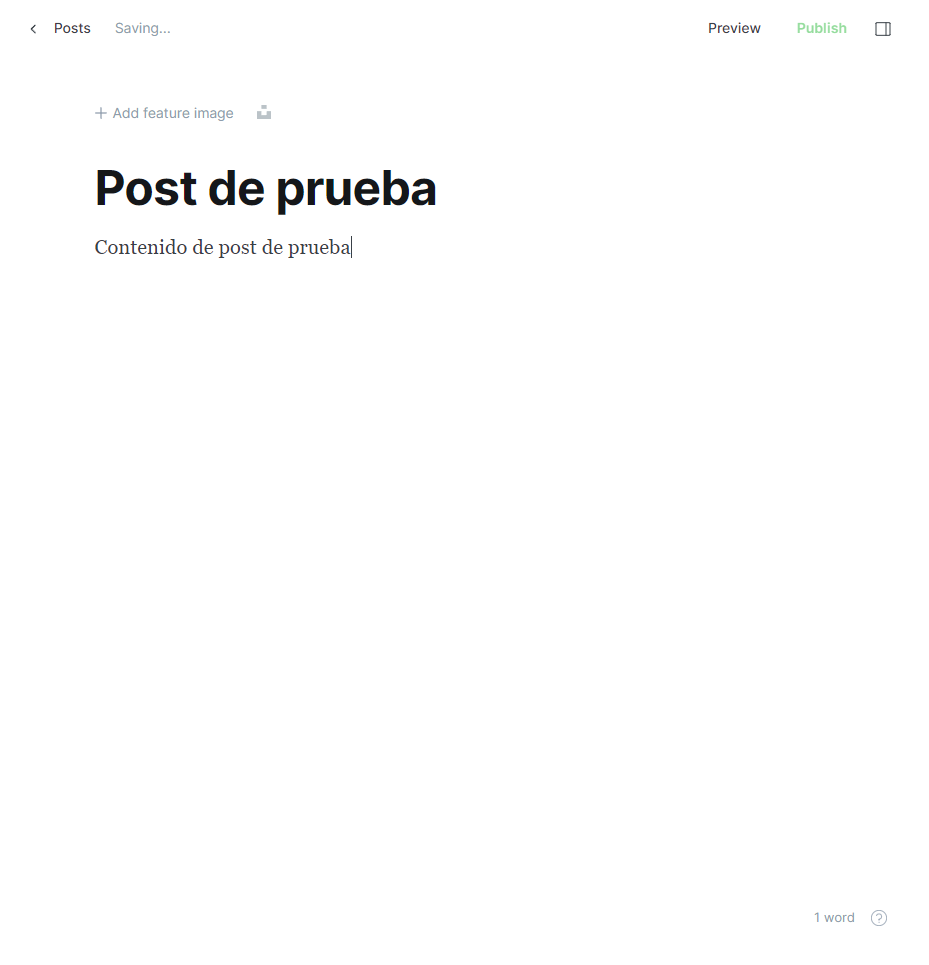 Posts Saving... Preview Publish
Add feature image
Post de prueba
Contenido de post de prueba
1 word